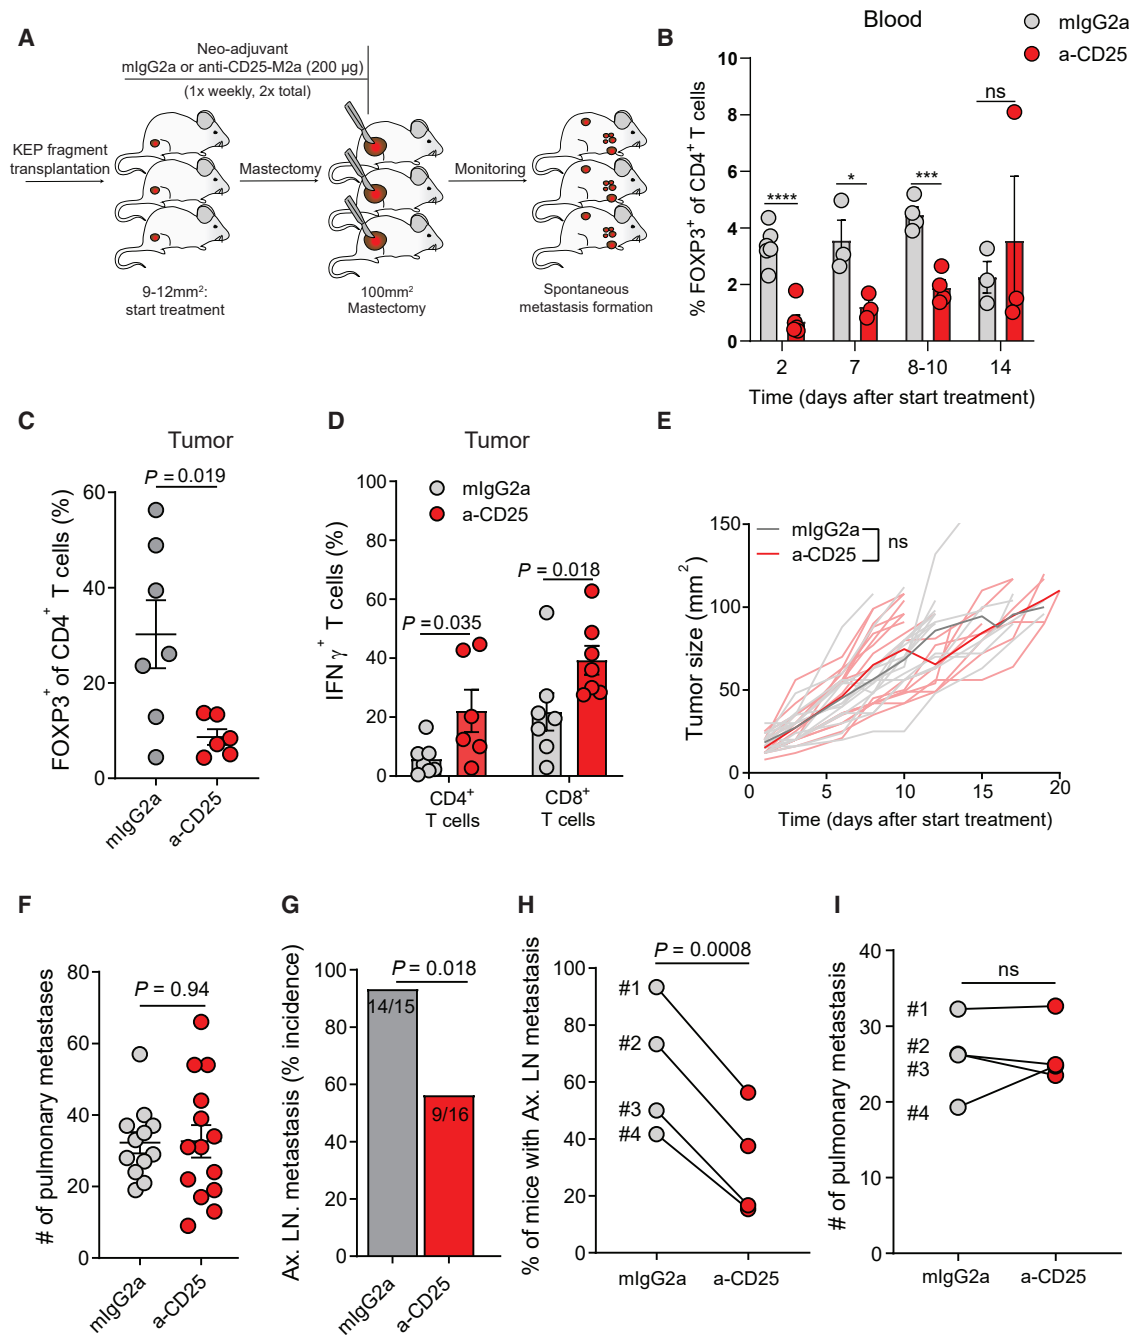 A
Neo-adjuvant
mIgG2a or anti-CD25-M2a (200 µg)
(1x weekly, 2x total)
KEP fragment
transplantation
Mastectomy
Monitoring
9-12mm²:
start treatment
100mm²
Mastectomy
Spontaneous
metastasis formation
B
Blood
mIgG2a
a-CD25
% FOXP3⁺ of CD4⁺ T cells
10
8
6
4
2
0
****
*
***
ns
2
7
8-10
14
Time (days after start treatment)
C
Tumor
P = 0.019
FOXP3⁺ of CD4⁺ T cells (%)
60
40
20
0
mIgG2a
a-CD25
D
Tumor
mIgG2a
a-CD25
IFNγ⁺ T cells (%)
100
80
60
40
20
0
P = 0.035
P = 0.018
CD4⁺
T cells
CD8⁺
T cells
E
mIgG2a
a-CD25
ns
Tumor size (mm²)
150
100
50
0
0
5
10
15
20
Time (days after start treatment)
F
# of pulmonary metastases
80
60
40
20
0
P = 0.94
mIgG2a
a-CD25
G
Ax. LN. metastasis (% incidence)
100
80
60
40
20
0
P = 0.018
14/15
9/16
mIgG2a
a-CD25
H
% of mice with Ax. LN metastasis
100
80
60
40
20
0
P = 0.0008
#1
#2
#3
#4
mIgG2a
a-CD25
I
# of pulmonary metastasis
40
30
20
10
0
ns
#1
#2
#3
#4
mIgG2a
a-CD25